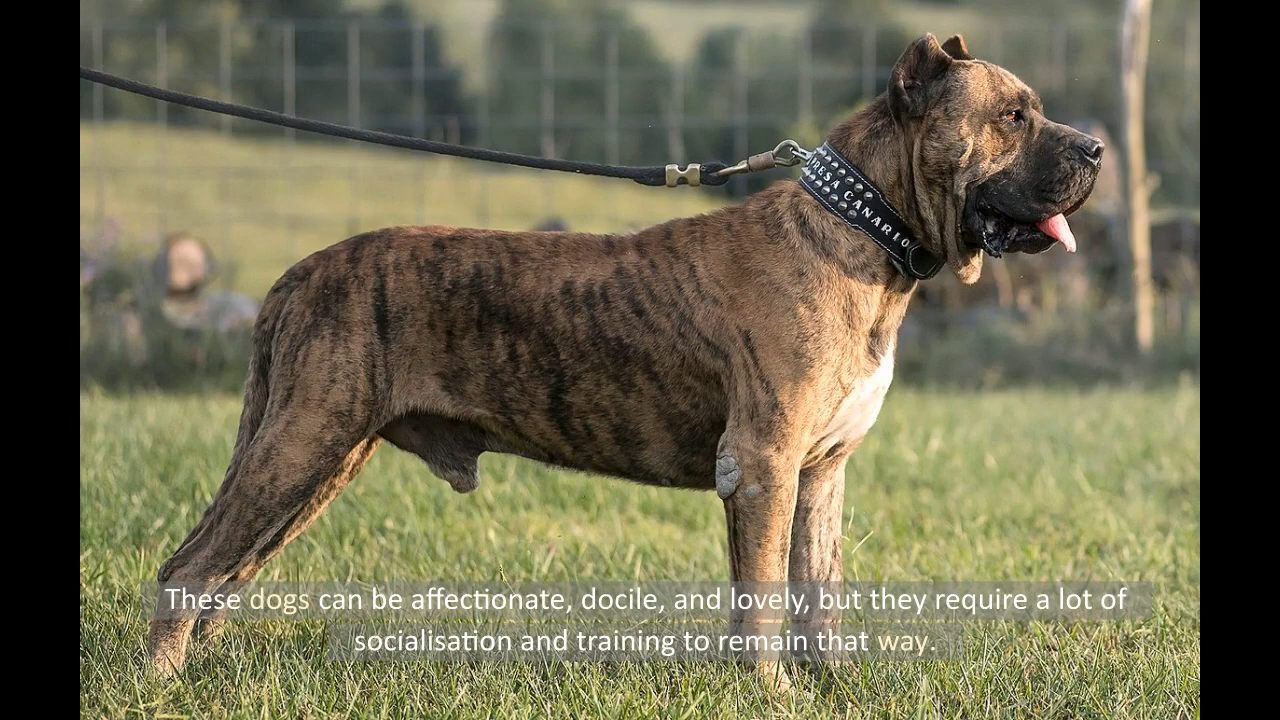 PRESA CANARIO
These dogs can be affectionate, docile, and lovely, but they require a lot of
socialisation and training to remain that way.